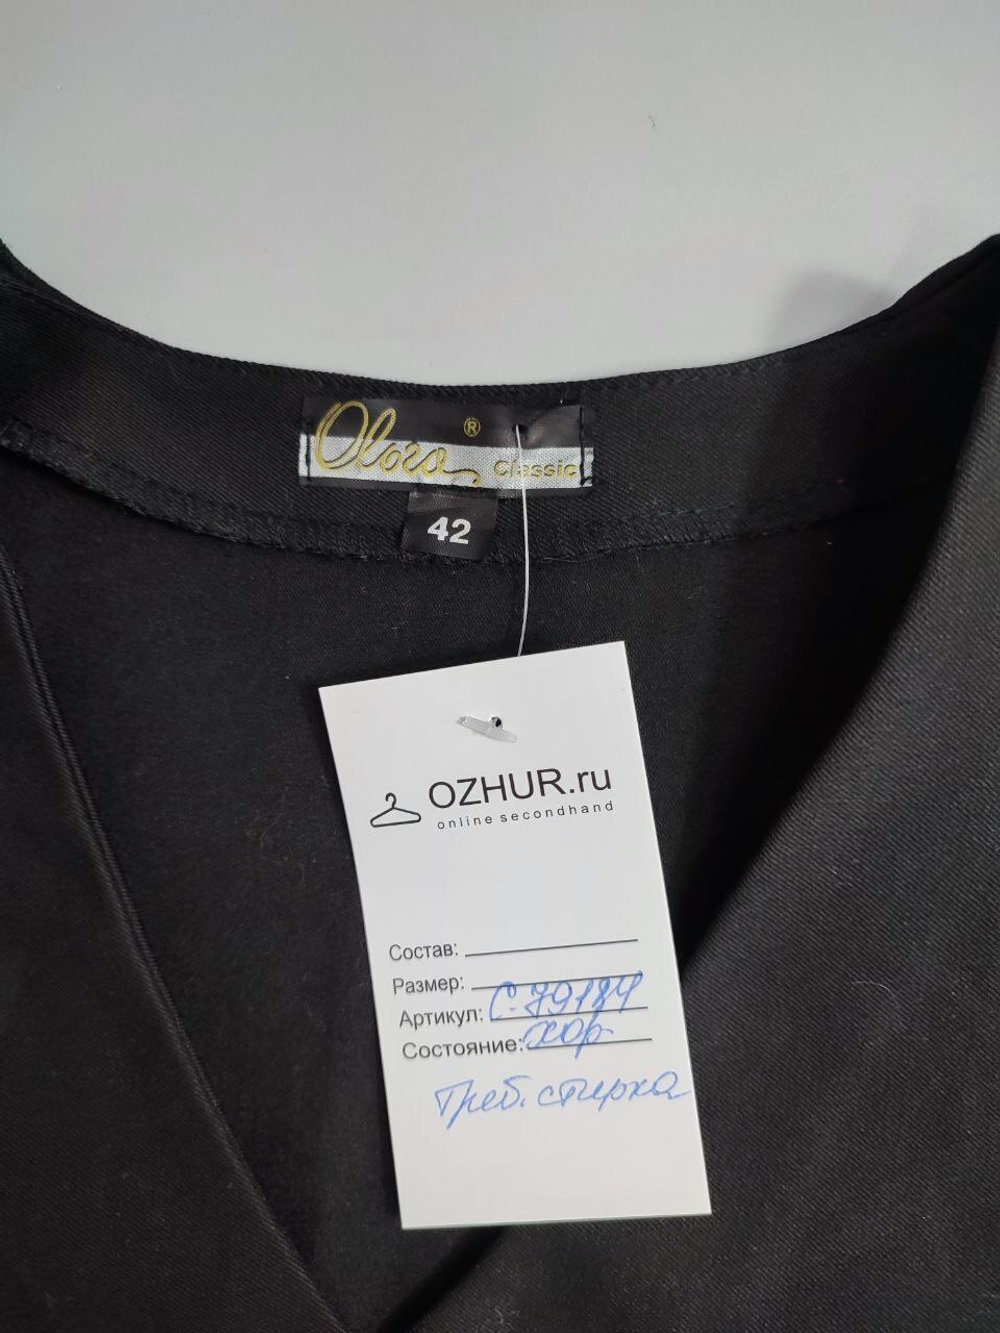 Olora ®
Classic
42
OZHUR.ru
online secondhand
Состав:
Размер:
Артикул: С-79184
Состояние: хор
Треб. стирка